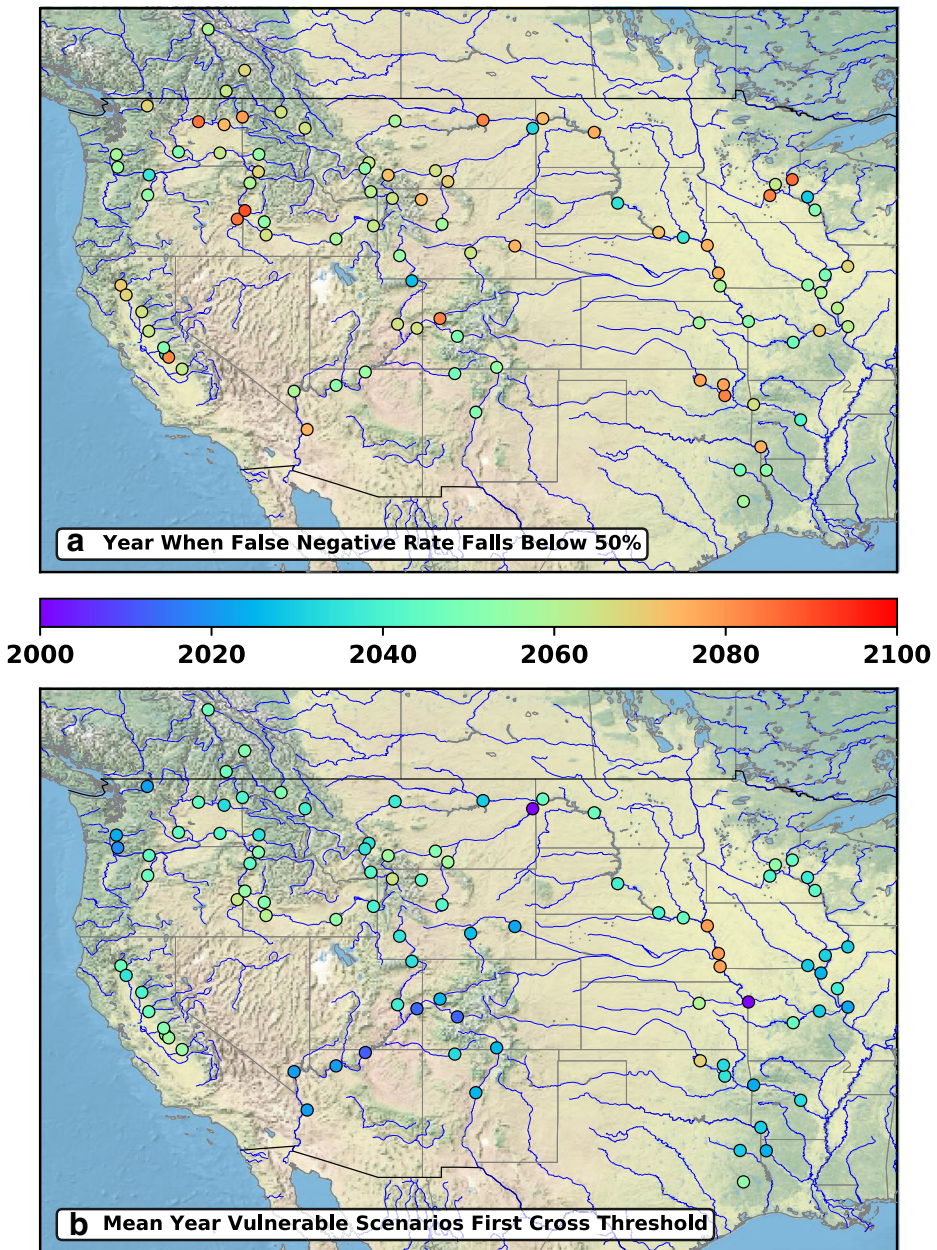 a Year When False Negative Rate Falls Below 50%
2000 2020 2040 2060 2080 2100
b Mean Year Vulnerable Scenarios First Cross Threshold